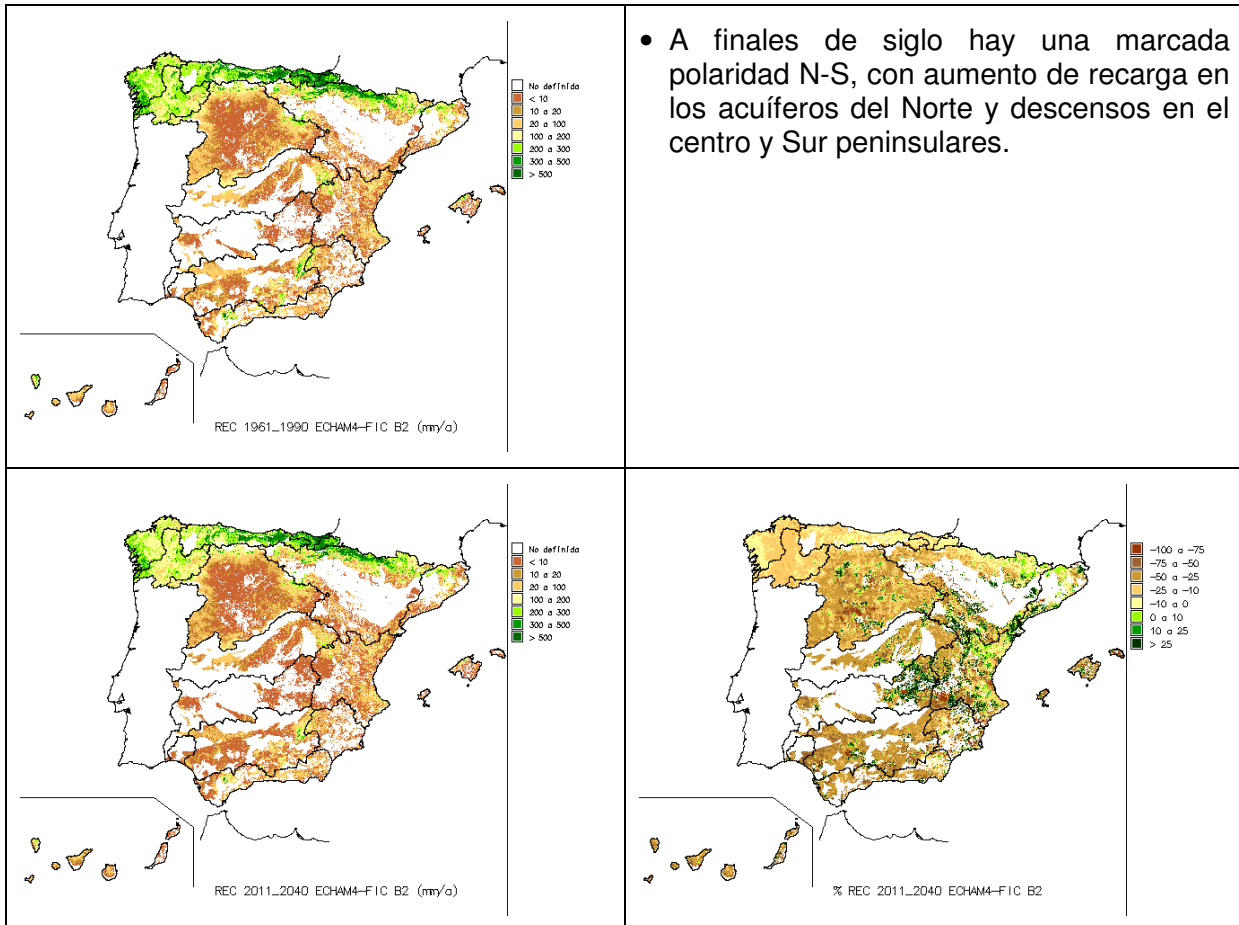 No definida
< 10
10 a 20
20 a 100
100 a 200
200 a 300
300 a 500
> 500
REC 1961_1990 ECHAM4-FIC B2 (mm/a)
• A finales de siglo hay una marcada
polaridad N-S, con aumento de recarga en
los acuíferos del Norte y descensos en el
centro y Sur peninsulares.
No definida
< 10
10 a 20
20 a 100
100 a 200
200 a 300
300 a 500
> 500
REC 2011_2040 ECHAM4-FIC B2 (mm/a)
-100 a -75
-75 a -50
-50 a -25
-25 a -10
-10 a 0
0 a 10
10 a 25
> 25
% REC 2011_2040 ECHAM4-FIC B2